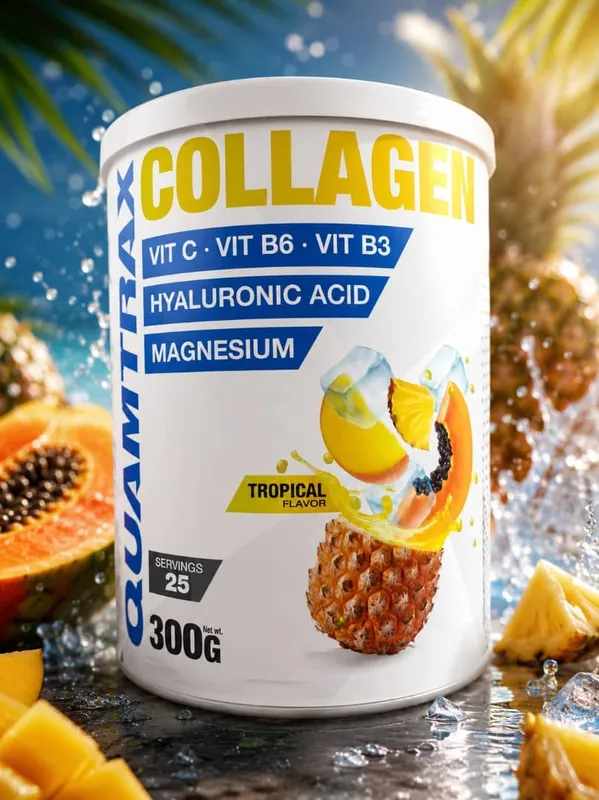 COLLAGEN
QUAMTRAX
VIT C · VIT B6 · VIT B3
HYALURONIC ACID
MAGNESIUM
TROPICAL
FLAVOR
SERVINGS
25
Net wt.
300G